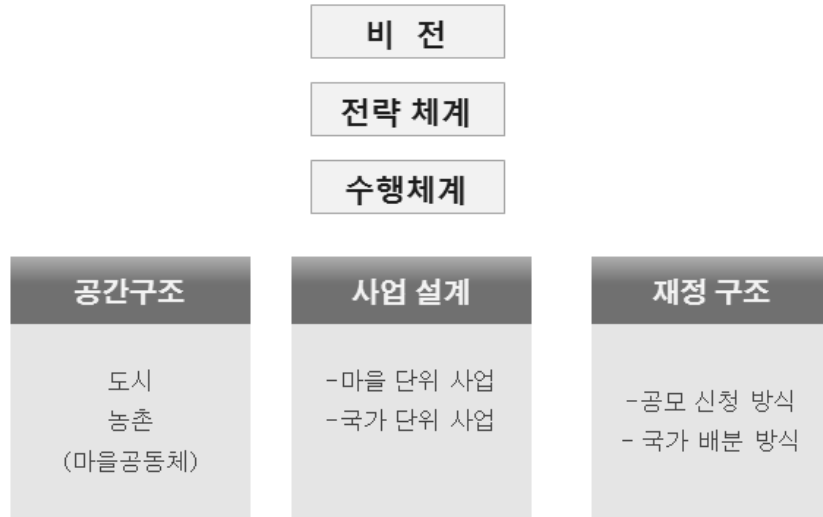 비 전
전략 체계
수행체계
공간구조
도시
농촌
(마을공동체)
사업 설계
-마을 단위 사업
-국가 단위 사업
재정 구조
-공모 신청 방식
- 국가 배분 방식